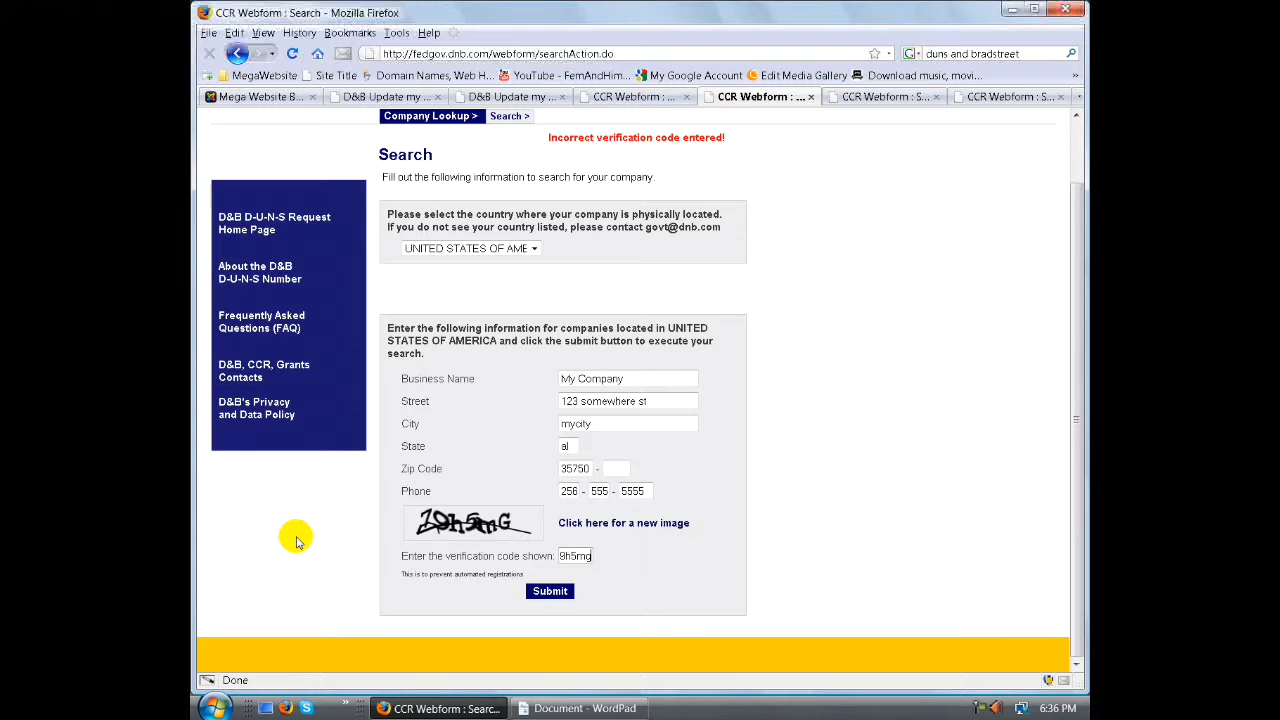 CCR Webform : Search - Mozilla Firefox
File Edit View History Bookmarks Tools Help
http://fedgov.dnb.com/webform/searchAction.do
duns and bradstreet
MegaWebsite Site Title Domain Names, Web H... YouTube - FemAndHim... My Google Account Edit Media Gallery Download music, movi... »
Mega Website B... D&B Update my ... D&B Update my ... CCR Webform : ... CCR Webform : ... CCR Webform : S... CCR Webform : S...
Company Lookup > Search >
Incorrect verification code entered!
Search
Fill out the following information to search for your company.
D&B D-U-N-S Request
Home Page
About the D&B
D-U-N-S Number
Frequently Asked
Questions (FAQ)
D&B, CCR, Grants
Contacts
D&B's Privacy
and Data Policy
Please select the country where your company is physically located.
If you do not see your country listed, please contact govt@dnb.com
UNITED STATES OF AME
Enter the following information for companies located in UNITED
STATES OF AMERICA and click the submit button to execute your
search.
Business Name My Company
Street 123 somewhere st
City mycity
State al
Zip Code 35750 -
Phone 256 - 555 - 5555
Click here for a new image
Enter the verification code shown: 9h5mg
This is to prevent automated registrations
Submit
Done
» CCR Webform : Searc... Document - WordPad 6:36 PM